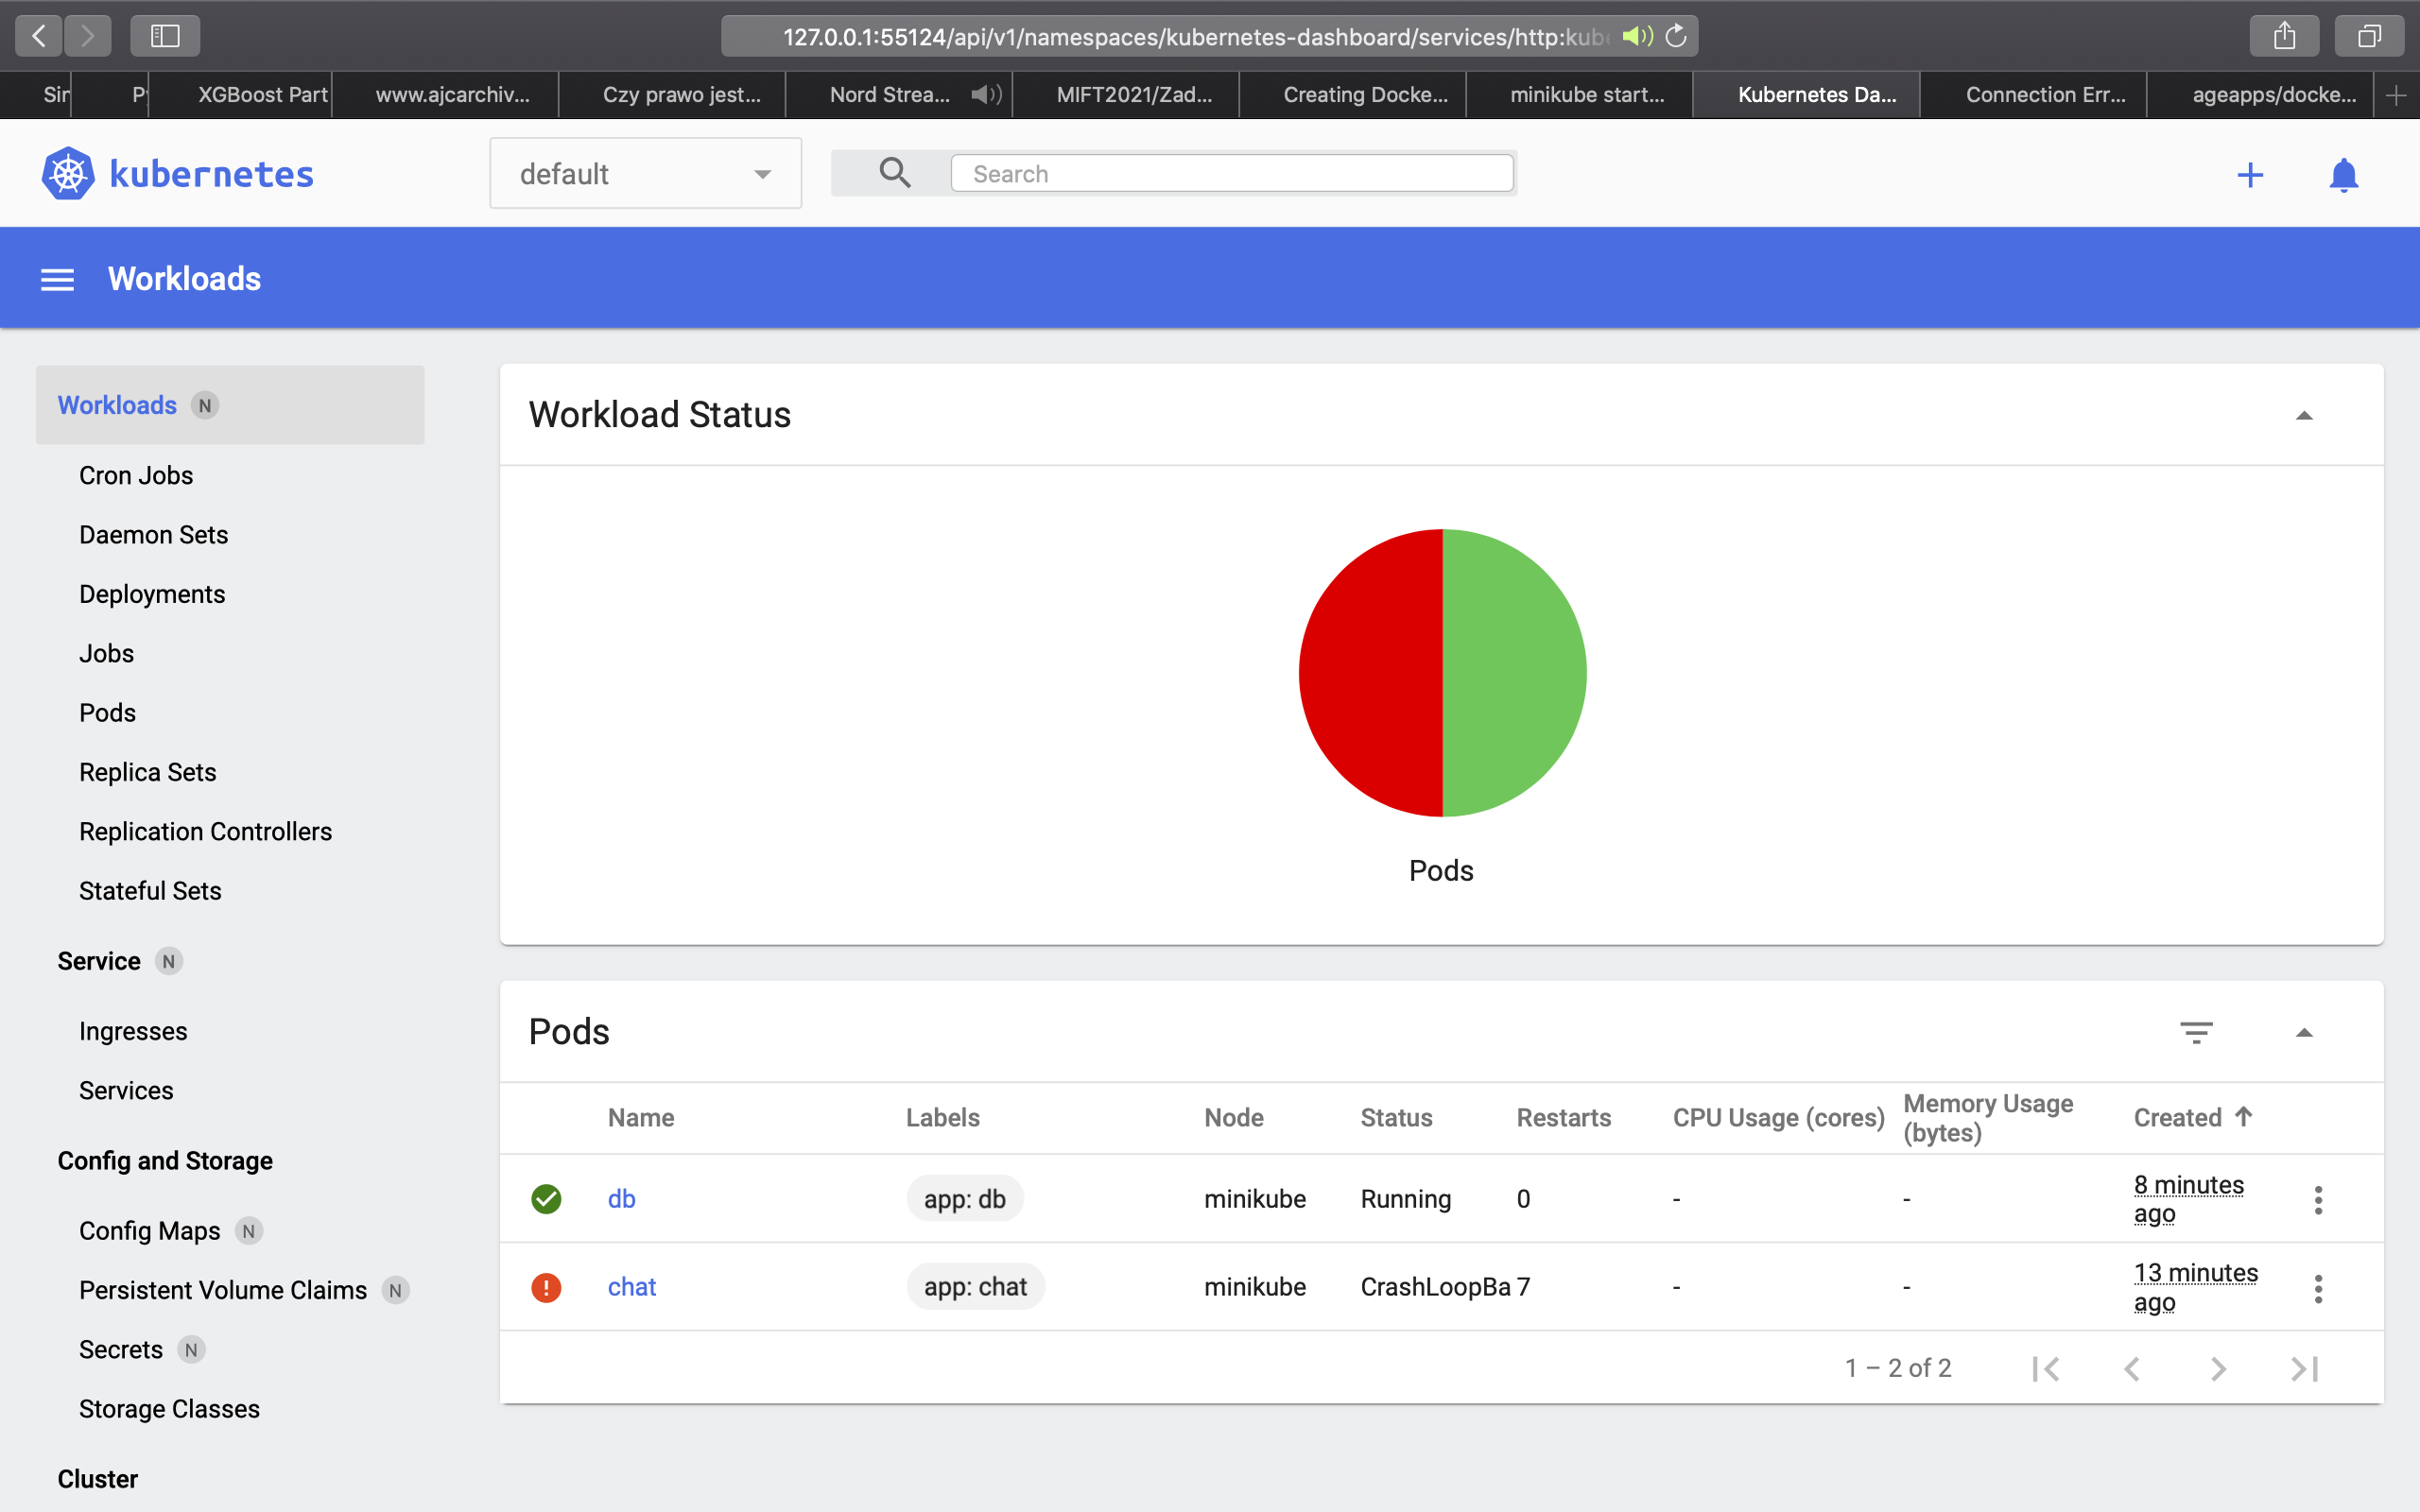 127.0.0.1:55124/api/v1/namespaces/kubernetes-dashboard/services/http:kube
Sin
Py
XGBoost Part
www.ajcarchiv...
Czy prawo jest...
Nord Strea...
MIFT2021/Zad...
Creating Docke...
minikube start...
Kubernetes Da...
Connection Err...
ageapps/docke...
kubernetes
default
Search
Workloads
Workloads N
Cron Jobs
Daemon Sets
Deployments
Jobs
Pods
Replica Sets
Replication Controllers
Stateful Sets
Service N
Ingresses
Services
Config and Storage
Config Maps N
Persistent Volume Claims N
Secrets N
Storage Classes
Cluster
Workload Status
Pods
Pods
Name Labels Node Status Restarts CPU Usage (cores) Memory Usage (bytes) Created
db app: db minikube Running 0 - - 8 minutes ago
chat app: chat minikube CrashLoopBa 7 - - 13 minutes ago
1 – 2 of 2